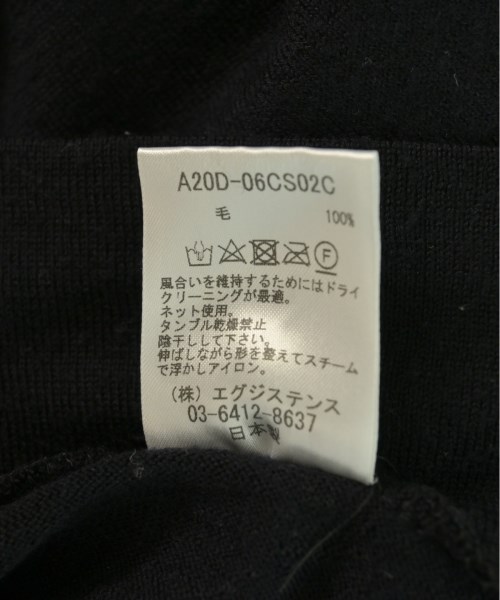 A20D-06CS02C
毛 100%
F
風合いを維持するためにはドライ
クリーニングが最適。
ネット使用。
タンブル乾燥禁止
陰干しして下さい。
伸ばしながら形を整えてスチーム
で浮かしアイロン。
(株) エグジステンス
03-6412-8637
日本製